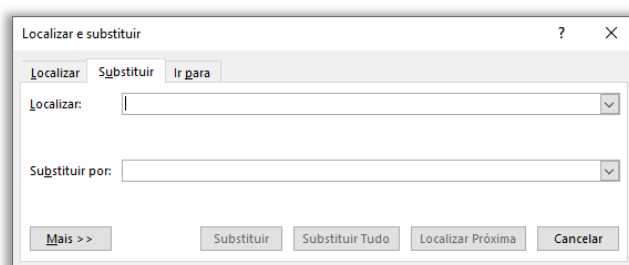 Localizar e substituir ? ×
Localizar Substituir Ir para
Localizar:
Substituir por:
Mais >> Substituir Substituir Tudo Localizar Próxima Cancelar